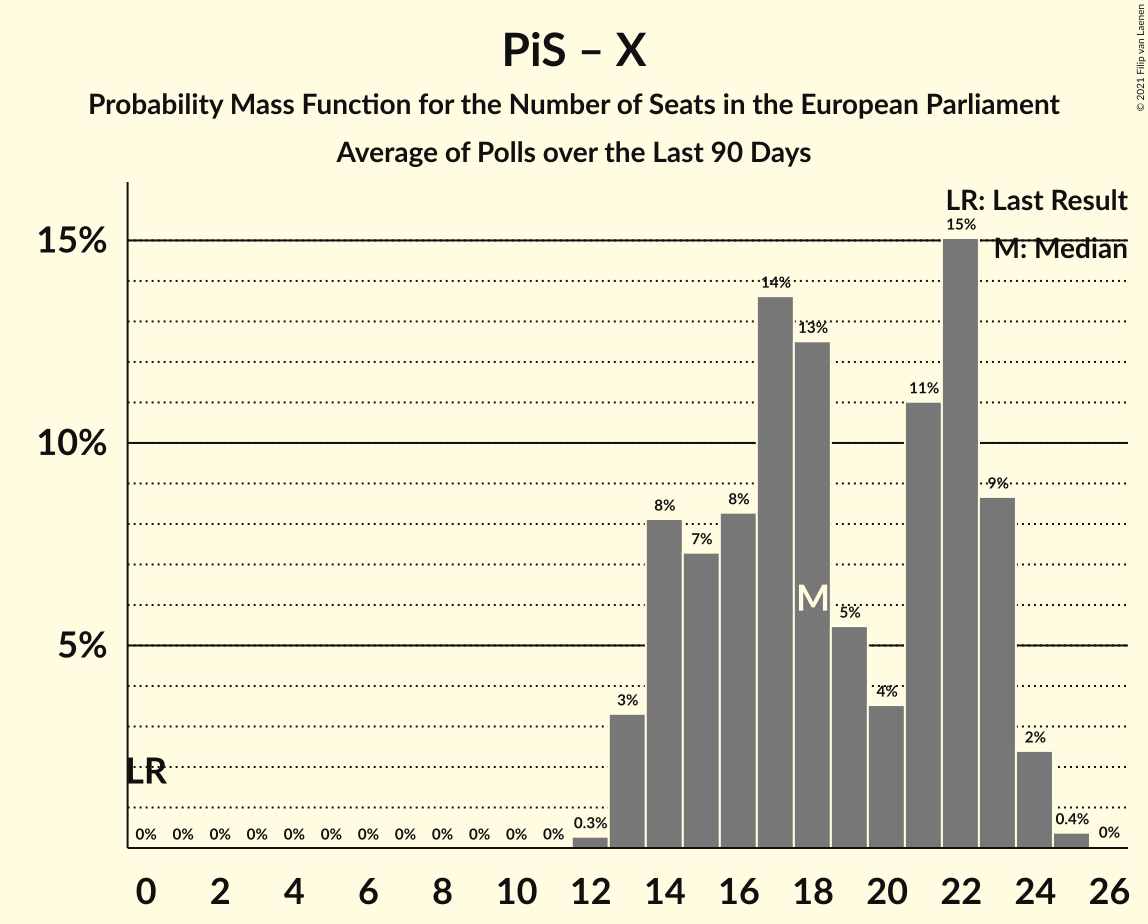 PiS – X
Probability Mass Function for the Number of Seats in the European Parliament
Average of Polls over the Last 90 Days
© 2021 Filip van Laenen
LR: Last Result
M: Median
15%
10%
5%
15%
14%
13%
11%
9%
8%
8%
7%
M
5%
4%
3%
2%
LR
0% 0% 0% 0% 0% 0% 0% 0% 0% 0% 0% 0% 0.3% 0.4% 0%
0 2 4 6 8 10 12 14 16 18 20 22 24 26